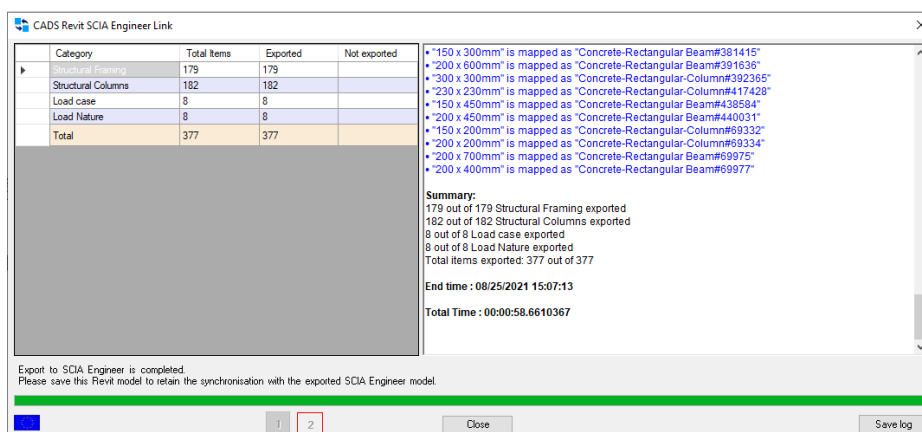 CADS Revit SCIA Engineer Link
Category Total Items Exported Not exported
Structural Framing 179 179
Structural Columns 182 182
Load case 8 8
Load Nature 8 8
Total 377 377
• "150 x 300mm" is mapped as "Concrete-Rectangular Beam#381415"
• "200 x 600mm" is mapped as "Concrete-Rectangular Beam#391636"
• "300 x 300mm" is mapped as "Concrete-Rectangular-Column#392365"
• "230 x 230mm" is mapped as "Concrete-Rectangular-Column#417428"
• "150 x 450mm" is mapped as "Concrete-Rectangular Beam#438584"
• "200 x 450mm" is mapped as "Concrete-Rectangular Beam#440031"
• "150 x 200mm" is mapped as "Concrete-Rectangular-Column#69332"
• "200 x 200mm" is mapped as "Concrete-Rectangular-Column#69334"
• "200 x 700mm" is mapped as "Concrete-Rectangular Beam#69975"
• "200 x 400mm" is mapped as "Concrete-Rectangular Beam#69977"
Summary:
179 out of 179 Structural Framing exported
182 out of 182 Structural Columns exported
8 out of 8 Load case exported
8 out of 8 Load Nature exported
Total items exported: 377 out of 377
End time : 08/25/2021 15:07:13
Total Time : 00:00:58.6610367
Export to SCIA Engineer is completed.
Please save this Revit model to retain the synchronisation with the exported SCIA Engineer model.
1 2 Close Save log